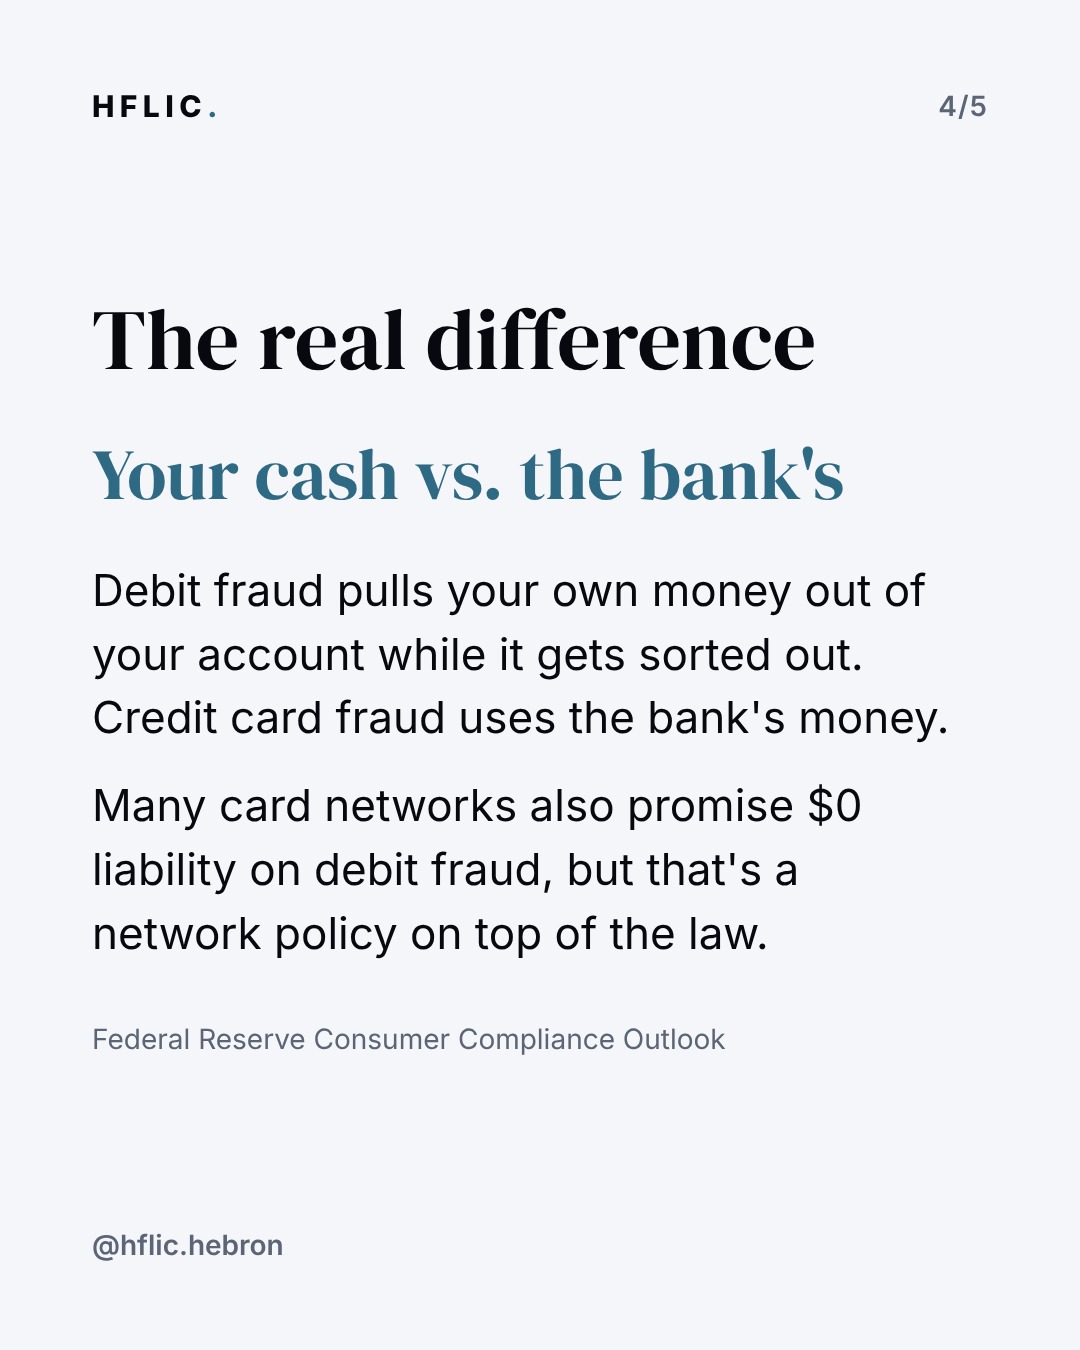 HFLIC.
4/5
The real difference
Your cash vs. the bank's
Debit fraud pulls your own money out of
your account while it gets sorted out.
Credit card fraud uses the bank's money.
Many card networks also promise $0
liability on debit fraud, but that's a
network policy on top of the law.
Federal Reserve Consumer Compliance Outlook
@hflic.hebron